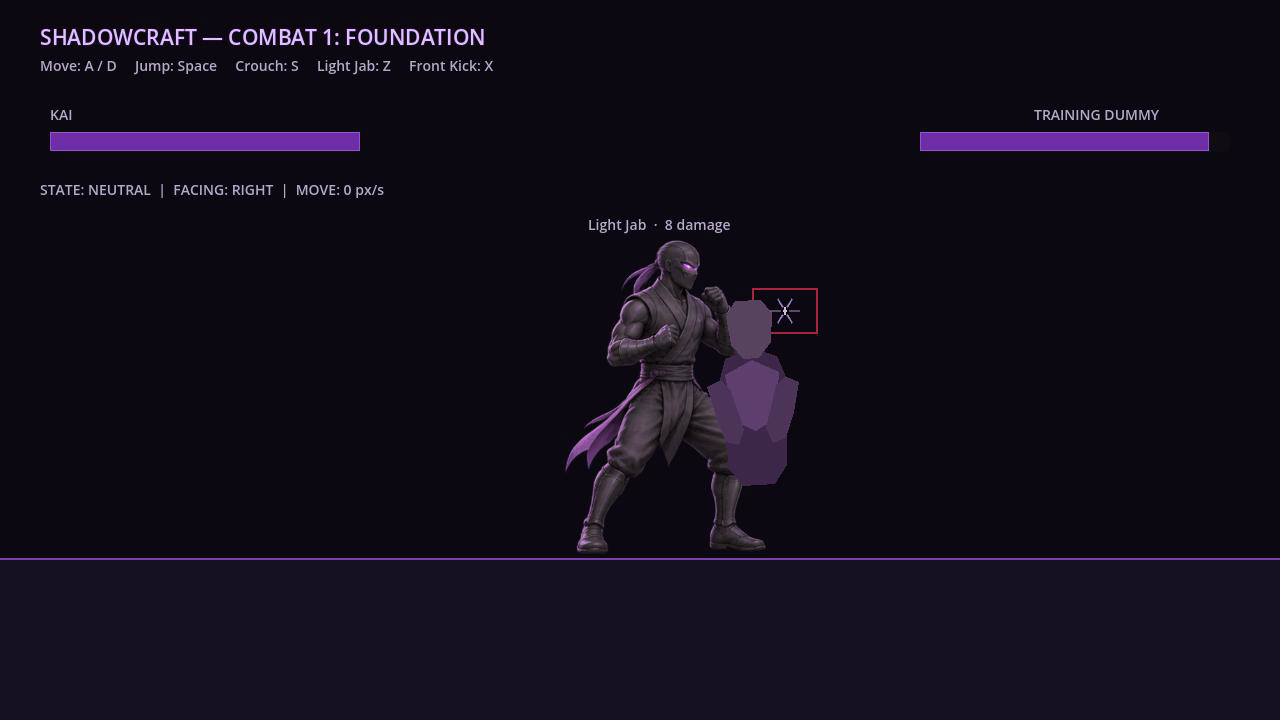 SHADOWCRAFT — COMBAT 1: FOUNDATION
Move: A / D     Jump: Space     Crouch: S     Light Jab: Z     Front Kick: X
KAI
TRAINING DUMMY
STATE: NEUTRAL  |  FACING: RIGHT  |  MOVE: 0 px/s
Light Jab  ·  8 damage